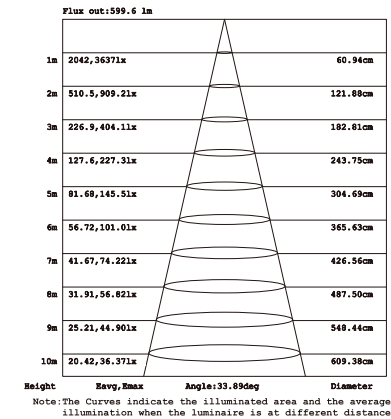 Flux out:599.6 lm
1m 2042,3637lx 60.94cm
2m 510.5,909.2lx 121.88cm
3m 226.9,404.1lx 182.81cm
4m 127.6,227.3lx 243.75cm
5m 81.68,145.5lx 304.69cm
6m 56.72,101.0lx 365.63cm
7m 41.67,74.22lx 426.56cm
8m 31.91,56.82lx 487.50cm
9m 25.21,44.90lx 548.44cm
10m 20.42,36.37lx 609.38cm
Height Eavg,Emax Angle:33.89deg Diameter
Note:The Curves indicate the illuminated area and the average
illumination when the luminaire is at different distance